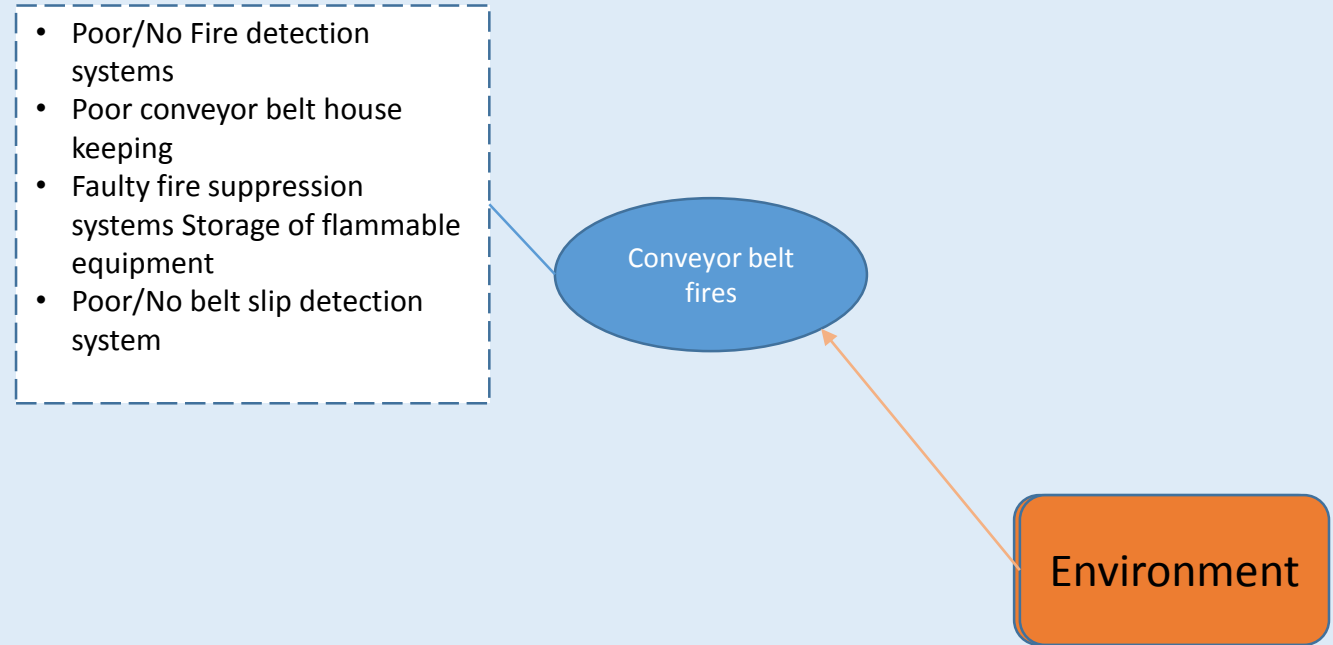 • Poor/No Fire detection
systems
• Poor conveyor belt house
keeping
• Faulty fire suppression
systems Storage of flammable
equipment
• Poor/No belt slip detection
system
Conveyor belt
fires
Environment